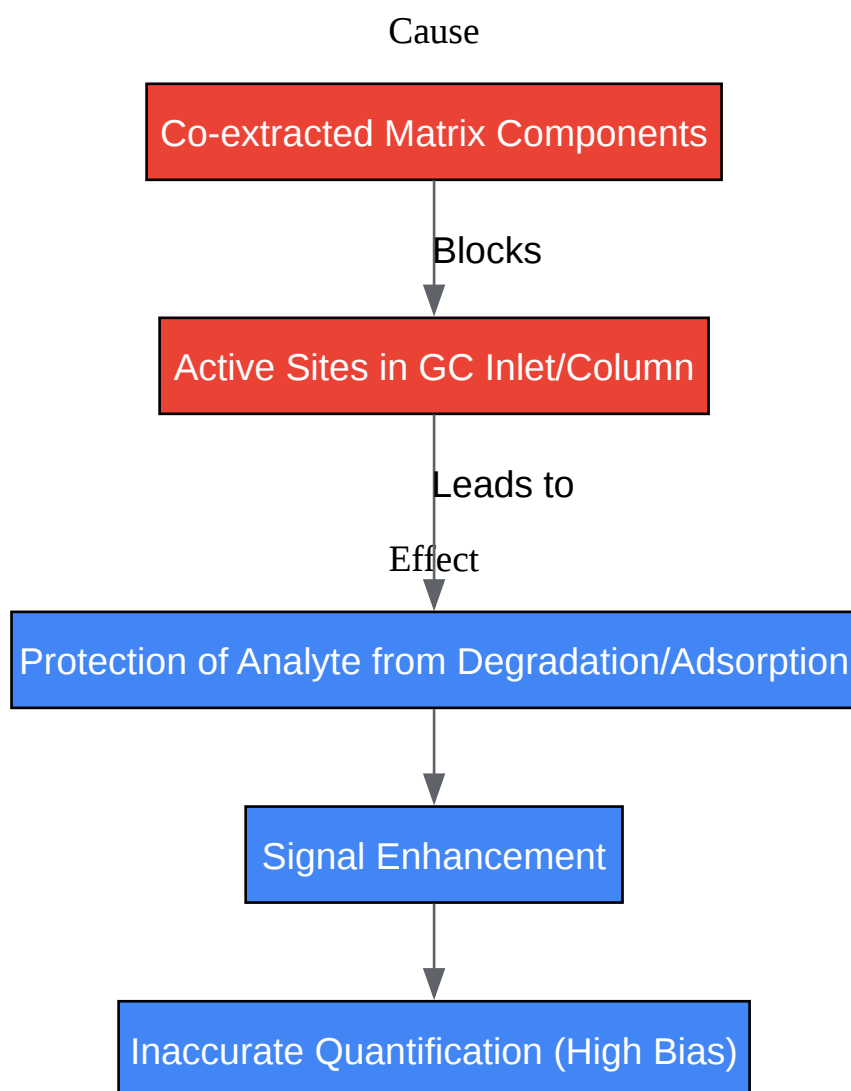 Cause
Co-extracted Matrix Components
Blocks
Active Sites in GC Inlet/Column
Leads to
Effect
Protection of Analyte from Degradation/Adsorption
Signal Enhancement
Inaccurate Quantification (High Bias)